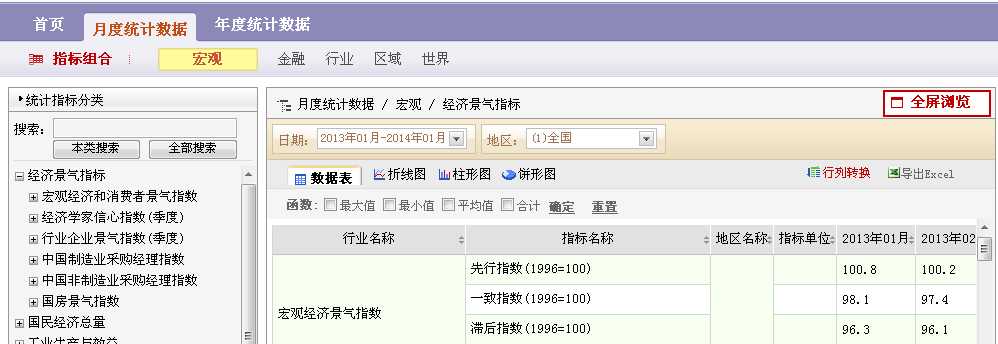 首页 月度统计数据 年度统计数据
指标组合 宏观 金融 行业 区域 世界
统计指标分类
搜索：
本类搜索 全部搜索
经济景气指标
宏观经济和消费者景气指数
经济学家信心指数(季度)
行业企业景气指数(季度)
中国制造业采购经理指数
中国非制造业采购经理指数
国房景气指数
国民经济总量
工业生产与效益
月度统计数据 / 宏观 / 经济景气指标 全屏浏览
日期： 2013年01月-2014年01月 地区： (1)全国
数据表 折线图 柱形图 饼形图 行列转换 导出Excel
函数： 最大值 最小值 平均值 合计 确定 重置
行业名称 指标名称 地区名称 指标单位 2013年01月 2013年02
先行指数(1996=100) 100.8 100.2
宏观经济景气指数 一致指数(1996=100) 98.1 97.4
滞后指数(1996=100) 96.3 96.1